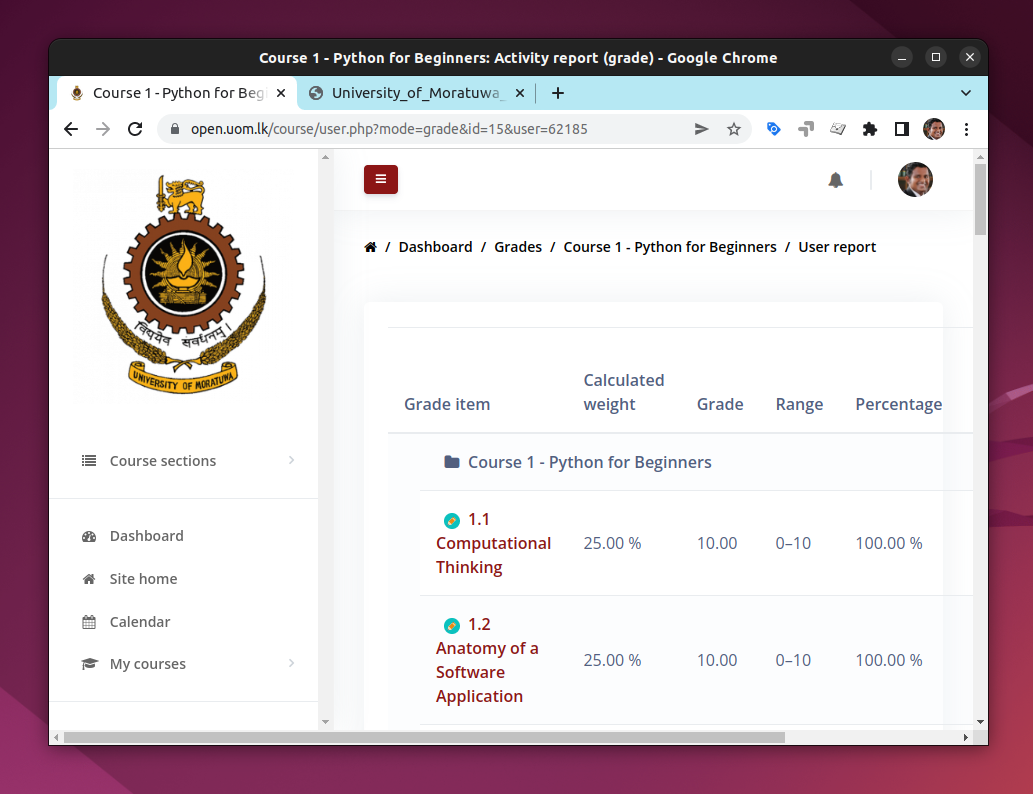 Course 1 - Python for Beginners: Activity report (grade) - Google Chrome
Course 1 - Python for Beg
University_of_Moratuwa_
open.uom.lk/course/user.php?mode=grade&id=15&user=62185
विद्ययैव सर्वधनम्।
UNIVERSITY OF MORATUWA
Course sections
Dashboard
Site home
Calendar
My courses
/ Dashboard / Grades / Course 1 - Python for Beginners / User report
Grade item
Calculated
weight
Grade
Range
Percentage
Course 1 - Python for Beginners
1.1
Computational
Thinking
25.00 %
10.00
0–10
100.00 %
1.2
Anatomy of a
Software
Application
25.00 %
10.00
0–10
100.00 %